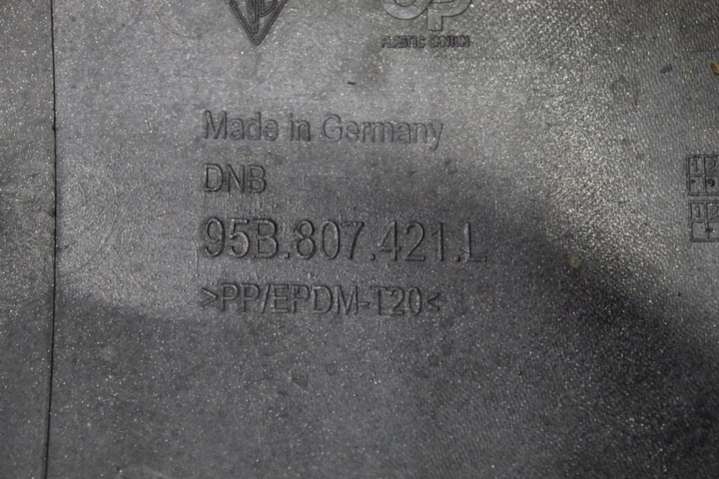 Made in Germany
DNB
95B.807.421.L
>PP/EPDM-T20<